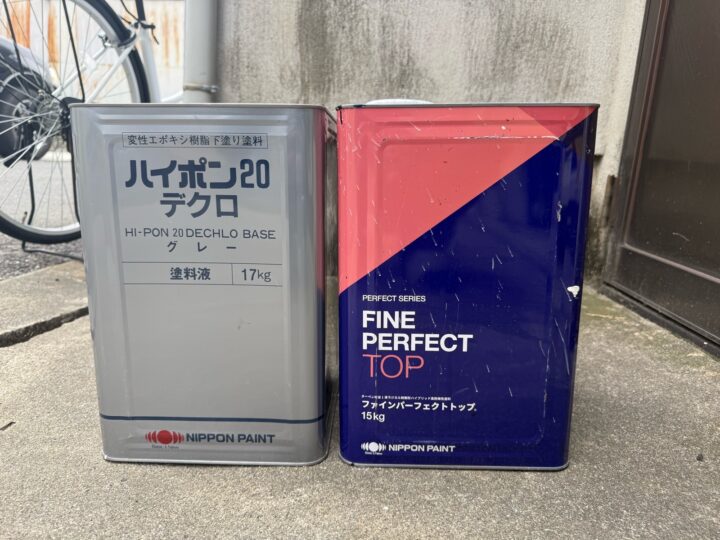 変性エポキシ樹脂下塗り塗料
ハイポン20
デクロ
HI-PON 20 DECHLO BASE
グレー
塗料液 17kg
NIPPON PAINT
PERFECT SERIES
FINE
PERFECT
TOP
ファインパーフェクトトップ
15kg
NIPPON PAINT